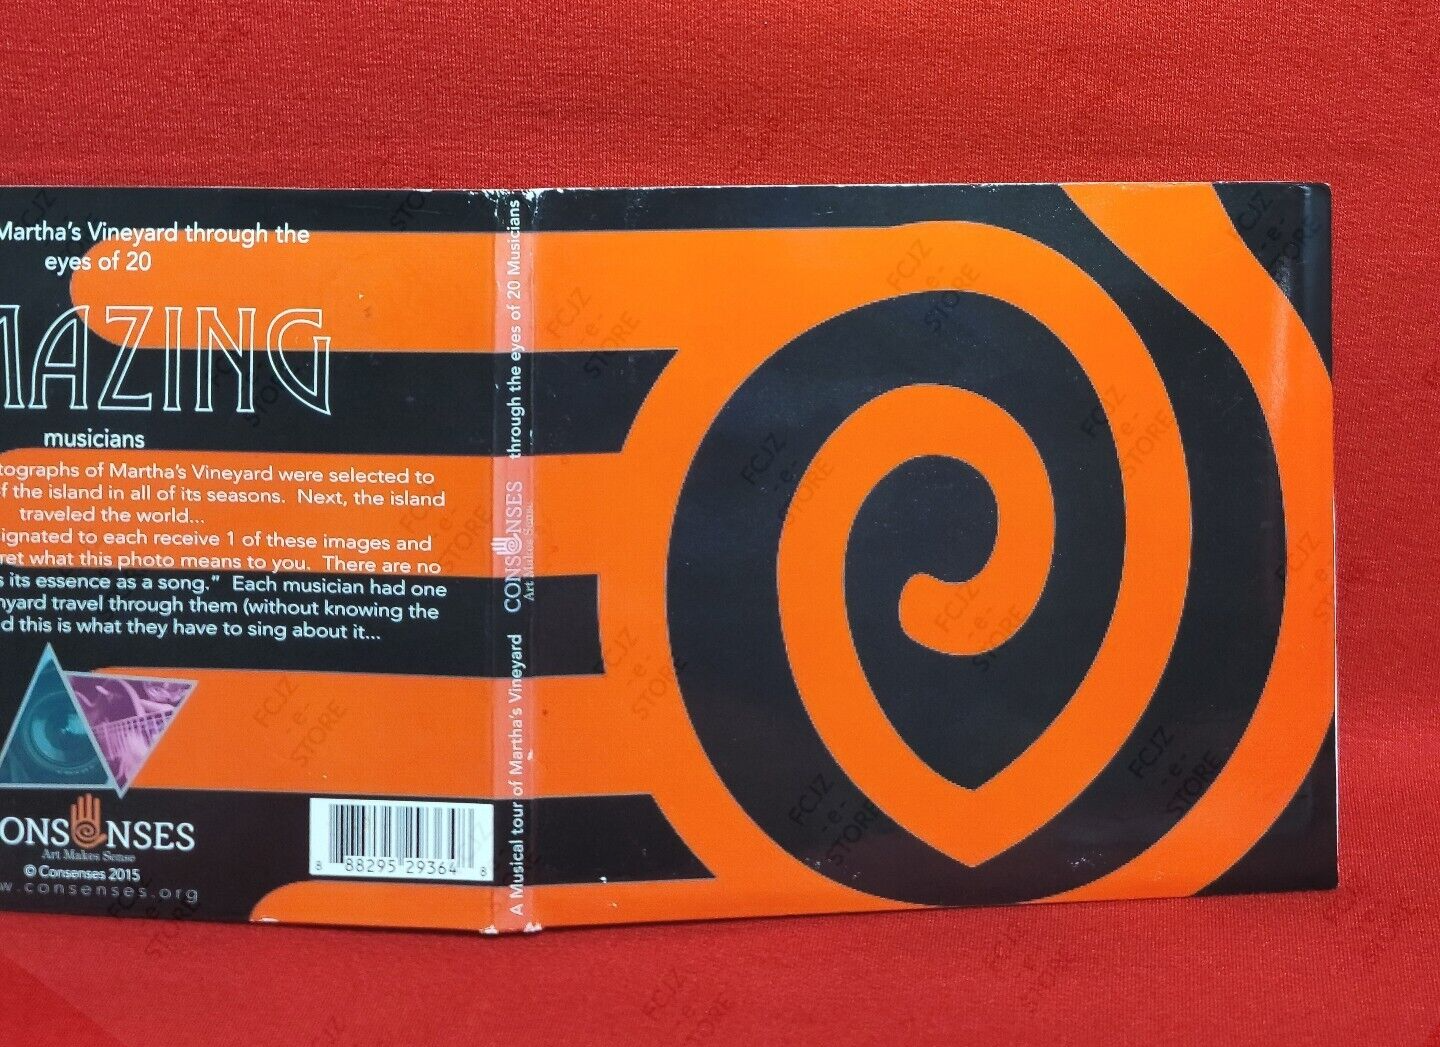 Martha's Vineyard through the
eyes of 20
MAZING
musicians
tographs of Martha's Vineyard were selected to
f the island in all of its seasons. Next, the island
traveled the world...
ignated to each receive 1 of these images and
ret what this photo means to you. There are no
s its essence as a song." Each musician had one
nyard travel through them (without knowing the
d this is what they have to sing about it...
ONSENSES
Art Makes Sense
© Consenses 2015
w.consenses.org
8 88295 29364 8
A Musical tour of Martha's Vineyard CONSENSES Art Makes Sense through the eyes of 20 Musicians
FCJZ
-e-
STORE